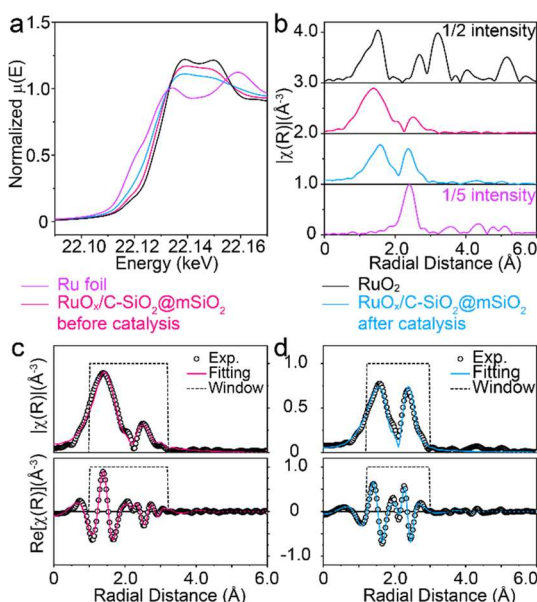 a
Normalized μ(E)
1.5
1.0
0.5
0
22.10 22.12 22.14 22.16
Energy (keV)
b
|χ(R)|(Å⁻³)
4.0
3.0
2.0
1.0
0
1/2 intensity
1/5 intensity
0 2.0 4.0 6.0
Radial Distance (Å)
Ru foil
RuOₓ/C-SiO₂@mSiO₂
before catalysis
RuO₂
RuOₓ/C-SiO₂@mSiO₂
after catalysis
c
|χ(R)|(Å⁻³)
Exp.
Fitting
Window
Re[χ(R)](Å⁻³)
0 2.0 4.0 6.0
Radial Distance (Å)
d
1.0
0.5
0
Exp.
Fitting
Window
1.0
0
-1.0
0 2.0 4.0 6.0
Radial Distance (Å)